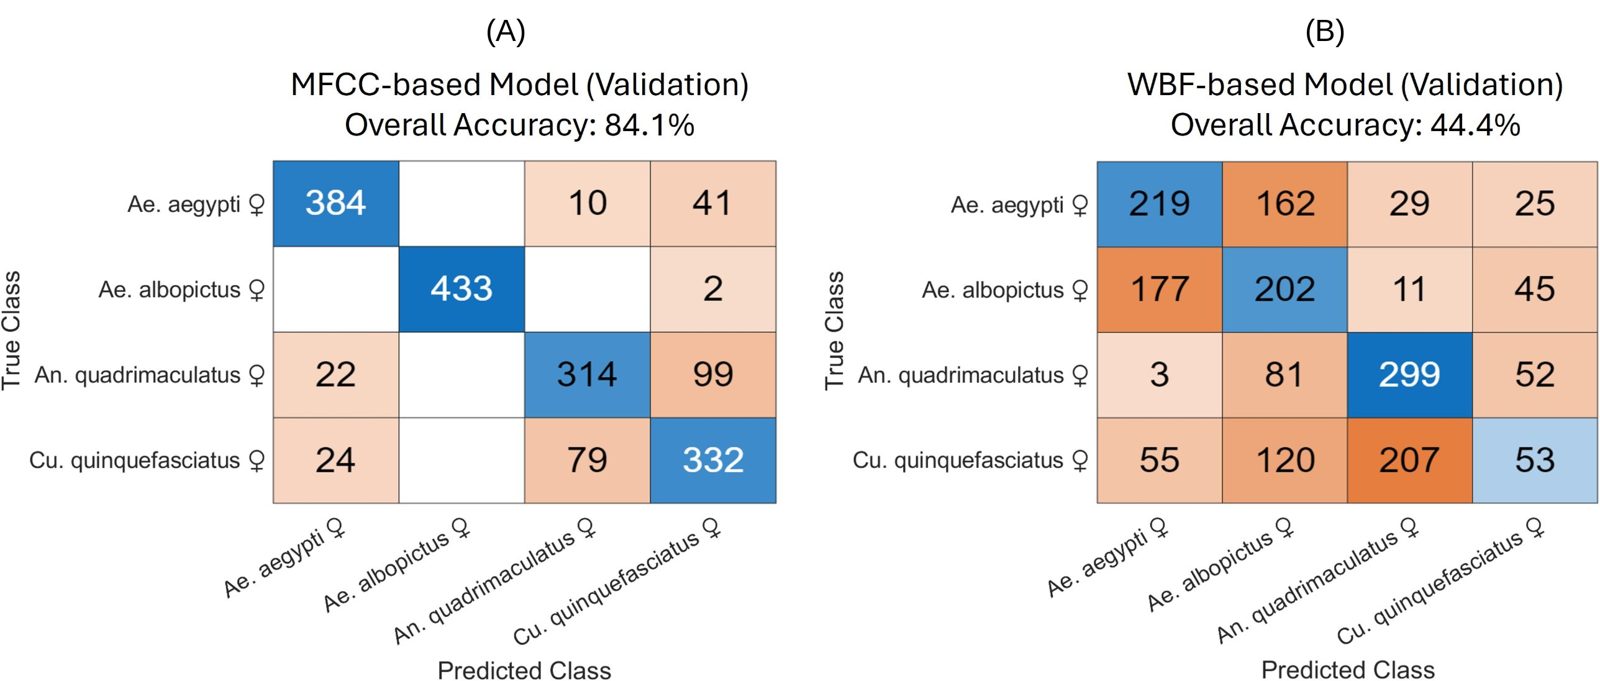 (A)
MFCC-based Model (Validation)
Overall Accuracy: 84.1%
True Class
Ae. aegypti ♀ 384 10 41
Ae. albopictus ♀ 433 2
An. quadrimaculatus ♀ 22 314 99
Cu. quinquefasciatus ♀ 24 79 332
Ae. aegypti ♀
Ae. albopictus ♀
An. quadrimaculatus ♀
Cu. quinquefasciatus ♀
Predicted Class
(B)
WBF-based Model (Validation)
Overall Accuracy: 44.4%
True Class
Ae. aegypti ♀ 219 162 29 25
Ae. albopictus ♀ 177 202 11 45
An. quadrimaculatus ♀ 3 81 299 52
Cu. quinquefasciatus ♀ 55 120 207 53
Ae. aegypti ♀
Ae. albopictus ♀
An. quadrimaculatus ♀
Cu. quinquefasciatus ♀
Predicted Class